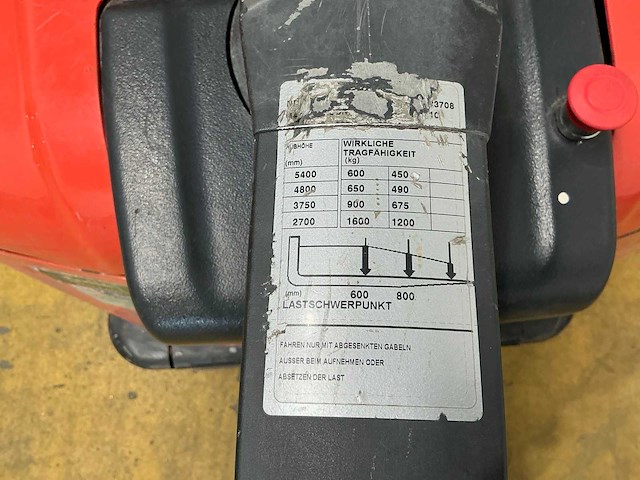 3708
HUBHÖHE WIRKLICHE
TRAGFÄHIGKEIT
(mm) (kg)
5400 600 450
4800 650 490
3750 900 675
2700 1600 1200
(mm) 600 800
LASTSCHWERPUNKT
FAHREN NUR MIT ABGESENKTEN GABELN
AUSSER BEIM AUFNEHMEN ODER
ABSETZEN DER LAST